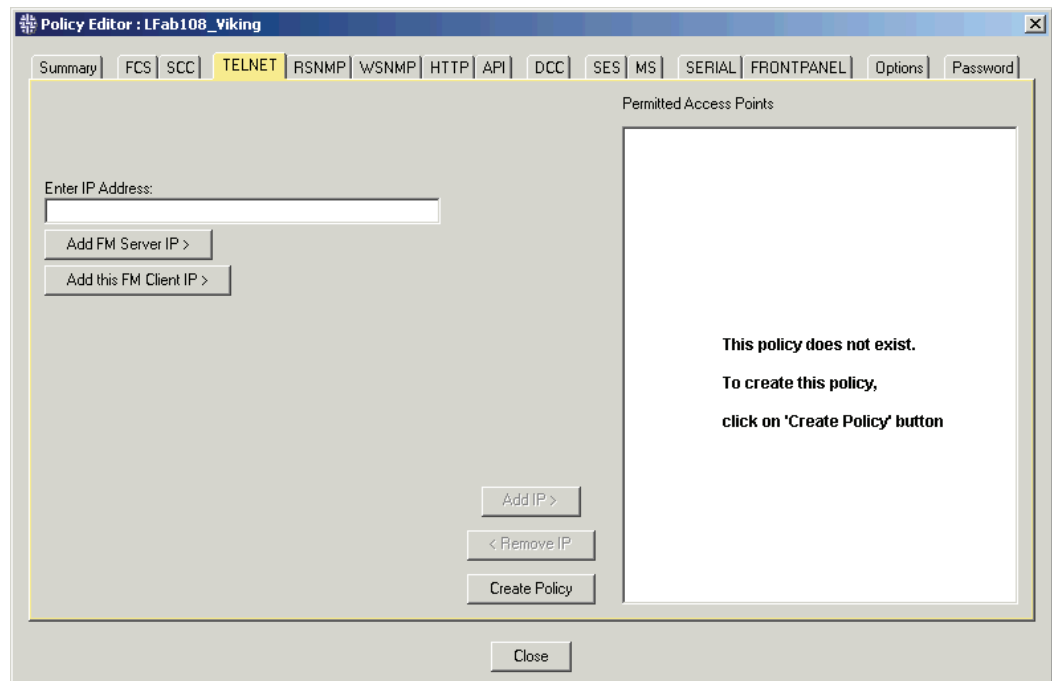 Policy Editor : LFab108_Viking
Summary FCS SCC TELNET RSNMP WSNMP HTTP API DCC SES MS SERIAL FRONTPANEL Options Password
Permitted Access Points
Enter IP Address:
Add FM Server IP >
Add this FM Client IP >
This policy does not exist.
To create this policy,
click on 'Create Policy' button
Add IP >
< Remove IP
Create Policy
Close